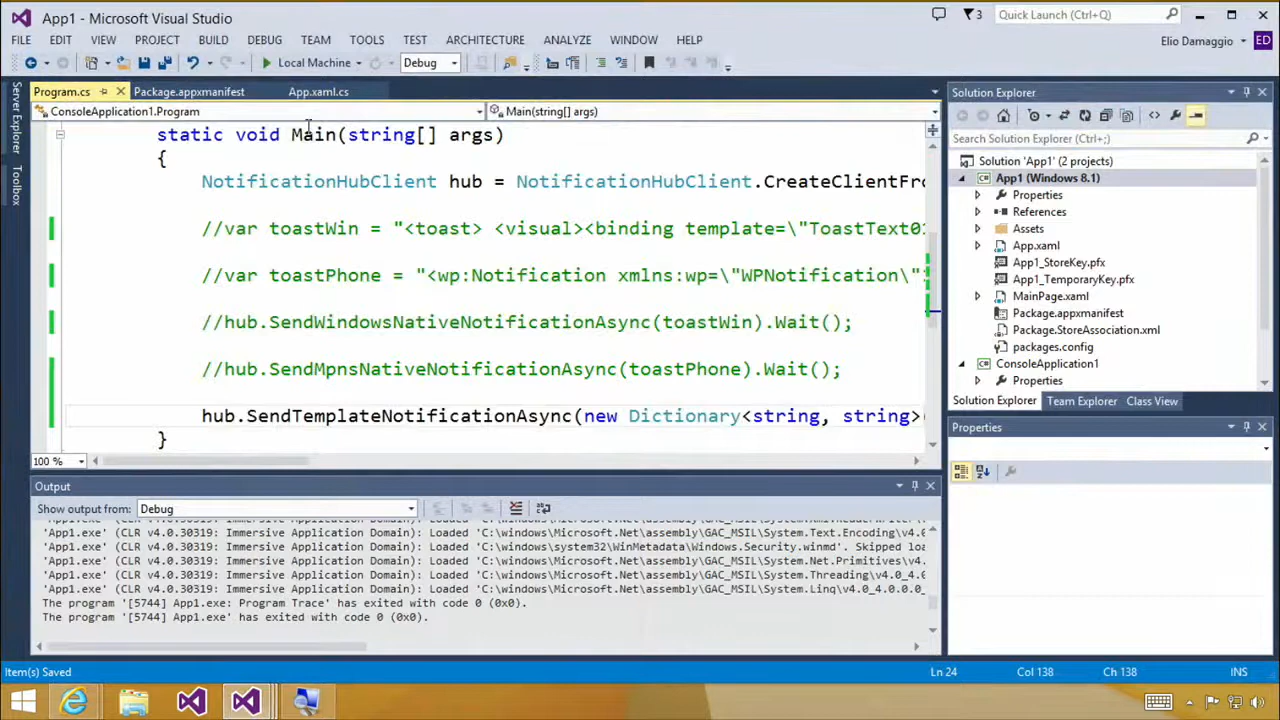 App1 - Microsoft Visual Studio
3
Quick Launch (Ctrl+Q)
FILE EDIT VIEW PROJECT BUILD DEBUG TEAM TOOLS TEST ARCHITECTURE ANALYZE WINDOW HELP
Elio Damaggio
ED
Local Machine
Debug
Server Explorer
Toolbox
Program.cs
Package.appxmanifest
App.xaml.cs
ConsoleApplication1.Program
Main(string[] args)
static void Main(string[] args)
{
NotificationHubClient hub = NotificationHubClient.CreateClientFro
//var toastWin = "<toast> <visual><binding template=\"ToastText01
//var toastPhone = "<wp:Notification xmlns:wp=\"WPNotification\"
//hub.SendWindowsNativeNotificationAsync(toastWin).Wait();
//hub.SendMpnsNativeNotificationAsync(toastPhone).Wait();
hub.SendTemplateNotificationAsync(new Dictionary<string, string>(
}
100 %
Output
Show output from: Debug
'App1.exe' (CLR v4.0.30319: Immersive Application Domain): Loaded 'C:\windows\Microsoft.Net\assembly\GAC_MSIL\System.Text.Encoding\v4.0
'App1.exe' (CLR v4.0.30319: Immersive Application Domain): Loaded 'C:\windows\system32\WinMetadata\Windows.Security.winmd'. Skipped loa
'App1.exe' (CLR v4.0.30319: Immersive Application Domain): Loaded 'C:\windows\Microsoft.Net\assembly\GAC_MSIL\System.Net.Primitives\v4.
'App1.exe' (CLR v4.0.30319: Immersive Application Domain): Loaded 'C:\windows\Microsoft.Net\assembly\GAC_MSIL\System.Threading\v4.0_4.0
'App1.exe' (CLR v4.0.30319: Immersive Application Domain): Loaded 'C:\windows\Microsoft.Net\assembly\GAC_MSIL\System.Linq\v4.0_4.0.0.0_
The program '[5744] App1.exe: Program Trace' has exited with code 0 (0x0).
The program '[5744] App1.exe' has exited with code 0 (0x0).
Solution Explorer
Search Solution Explorer (Ctrl+;)
Solution 'App1' (2 projects)
App1 (Windows 8.1)
Properties
References
Assets
App.xaml
App1_StoreKey.pfx
App1_TemporaryKey.pfx
MainPage.xaml
Package.appxmanifest
Package.StoreAssociation.xml
packages.config
ConsoleApplication1
Properties
Solution Explorer Team Explorer Class View
Properties
Item(s) Saved
Ln 24
Col 138
Ch 138
INS